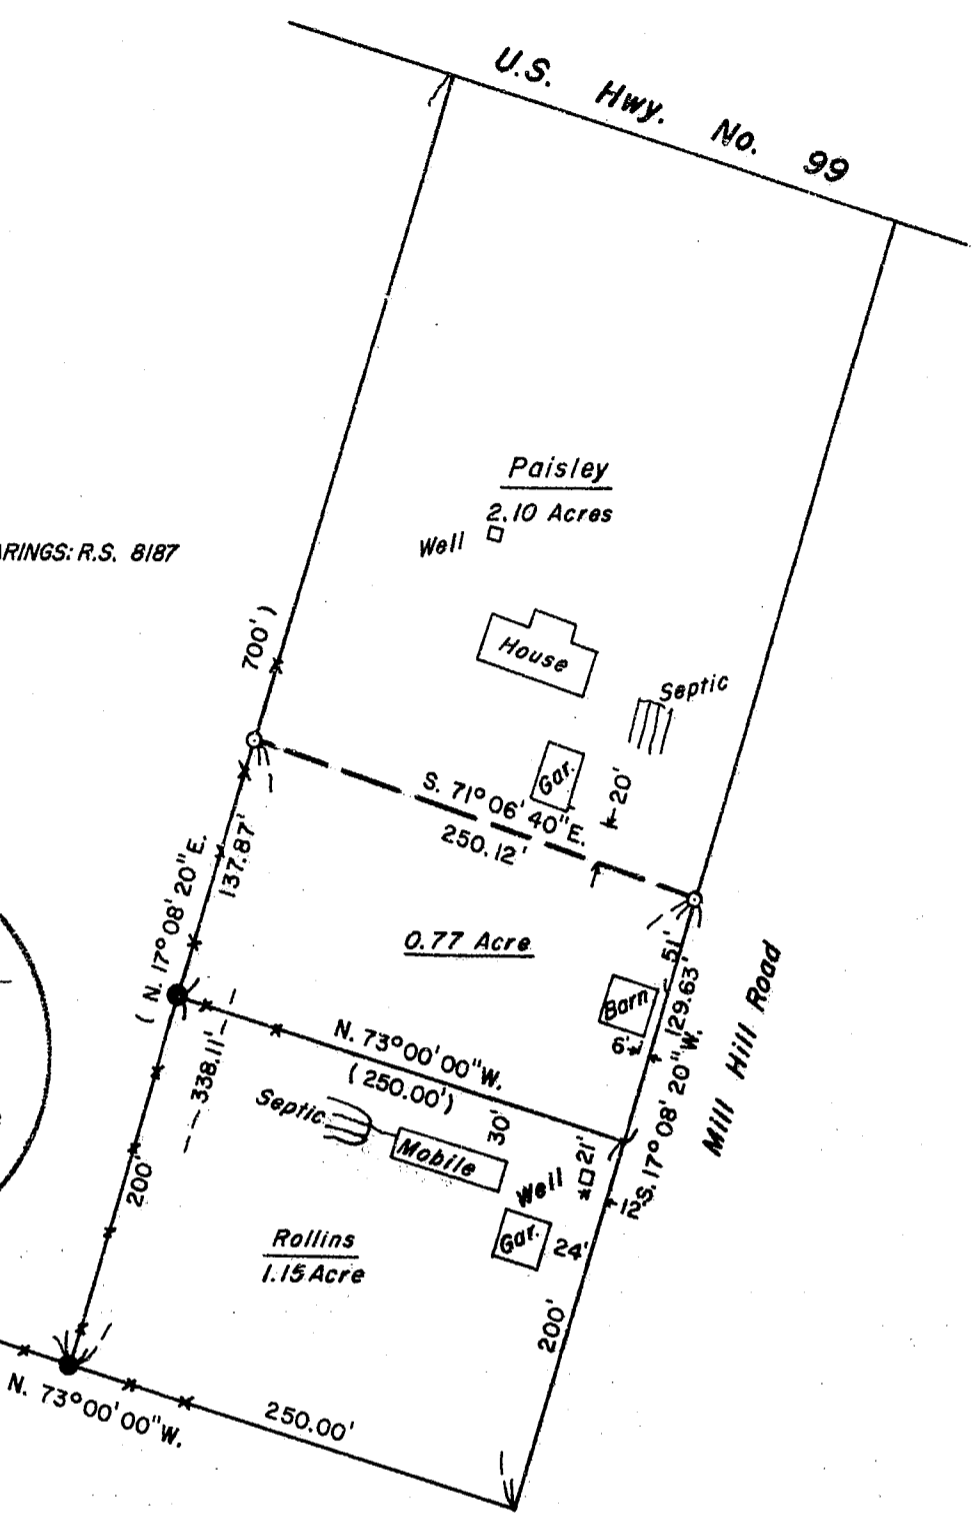 U.S. Hwy. No. 99
Paisley
2.10 Acres
Well
ARINGS: R.S. 8187
700')
House
Septic
Gar.
20'
S. 71° 06' 40" E.
250.12'
137.87'
( N. 17° 08' 20" E.
0.77 Acre
51'
129.63'
S. 17° 08' 20" W.
Mill Hill Road
Barn
6'
N. 73° 00' 00" W.
( 250.00')
338.11'
Septic
Mobile
30'
Well
21'
12'
Gar.
24'
200'
Rollins
1.15 Acre
200'
N. 73° 00' 00" W.
250.00'